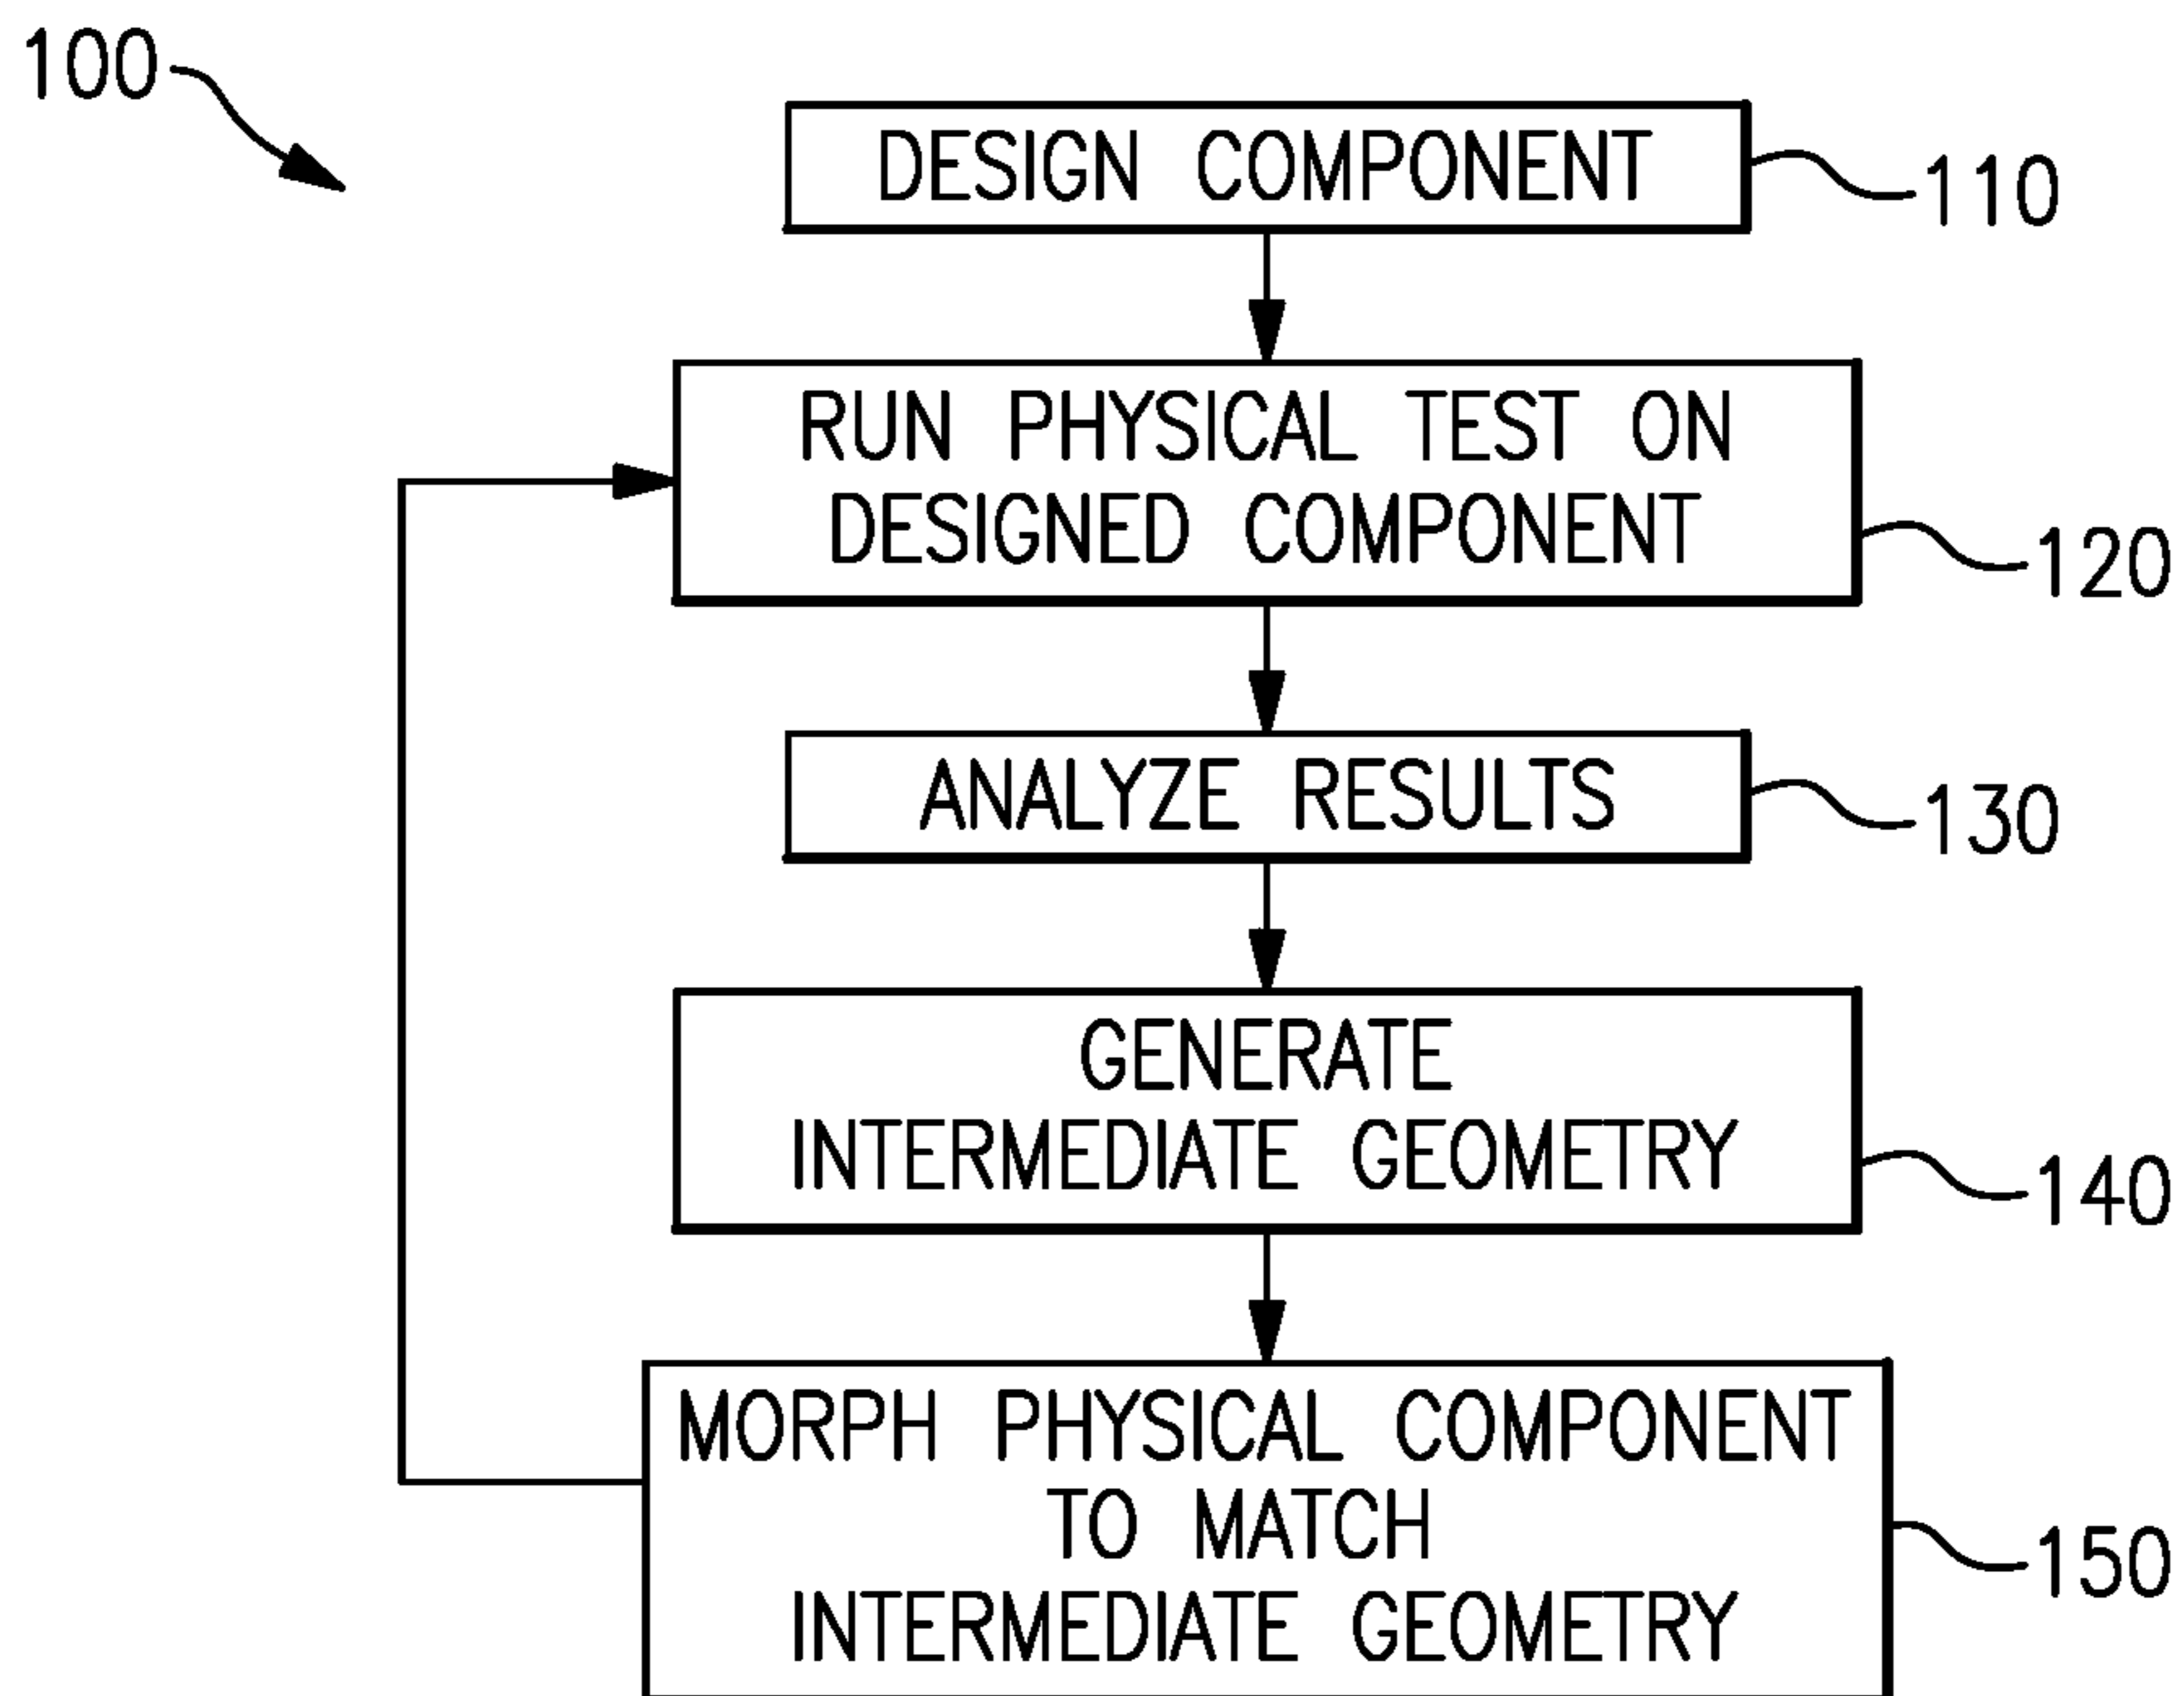 100
DESIGN COMPONENT
110
RUN PHYSICAL TEST ON
DESIGNED COMPONENT
120
ANALYZE RESULTS
130
GENERATE
INTERMEDIATE GEOMETRY
140
MORPH PHYSICAL COMPONENT
TO MATCH
INTERMEDIATE GEOMETRY
150